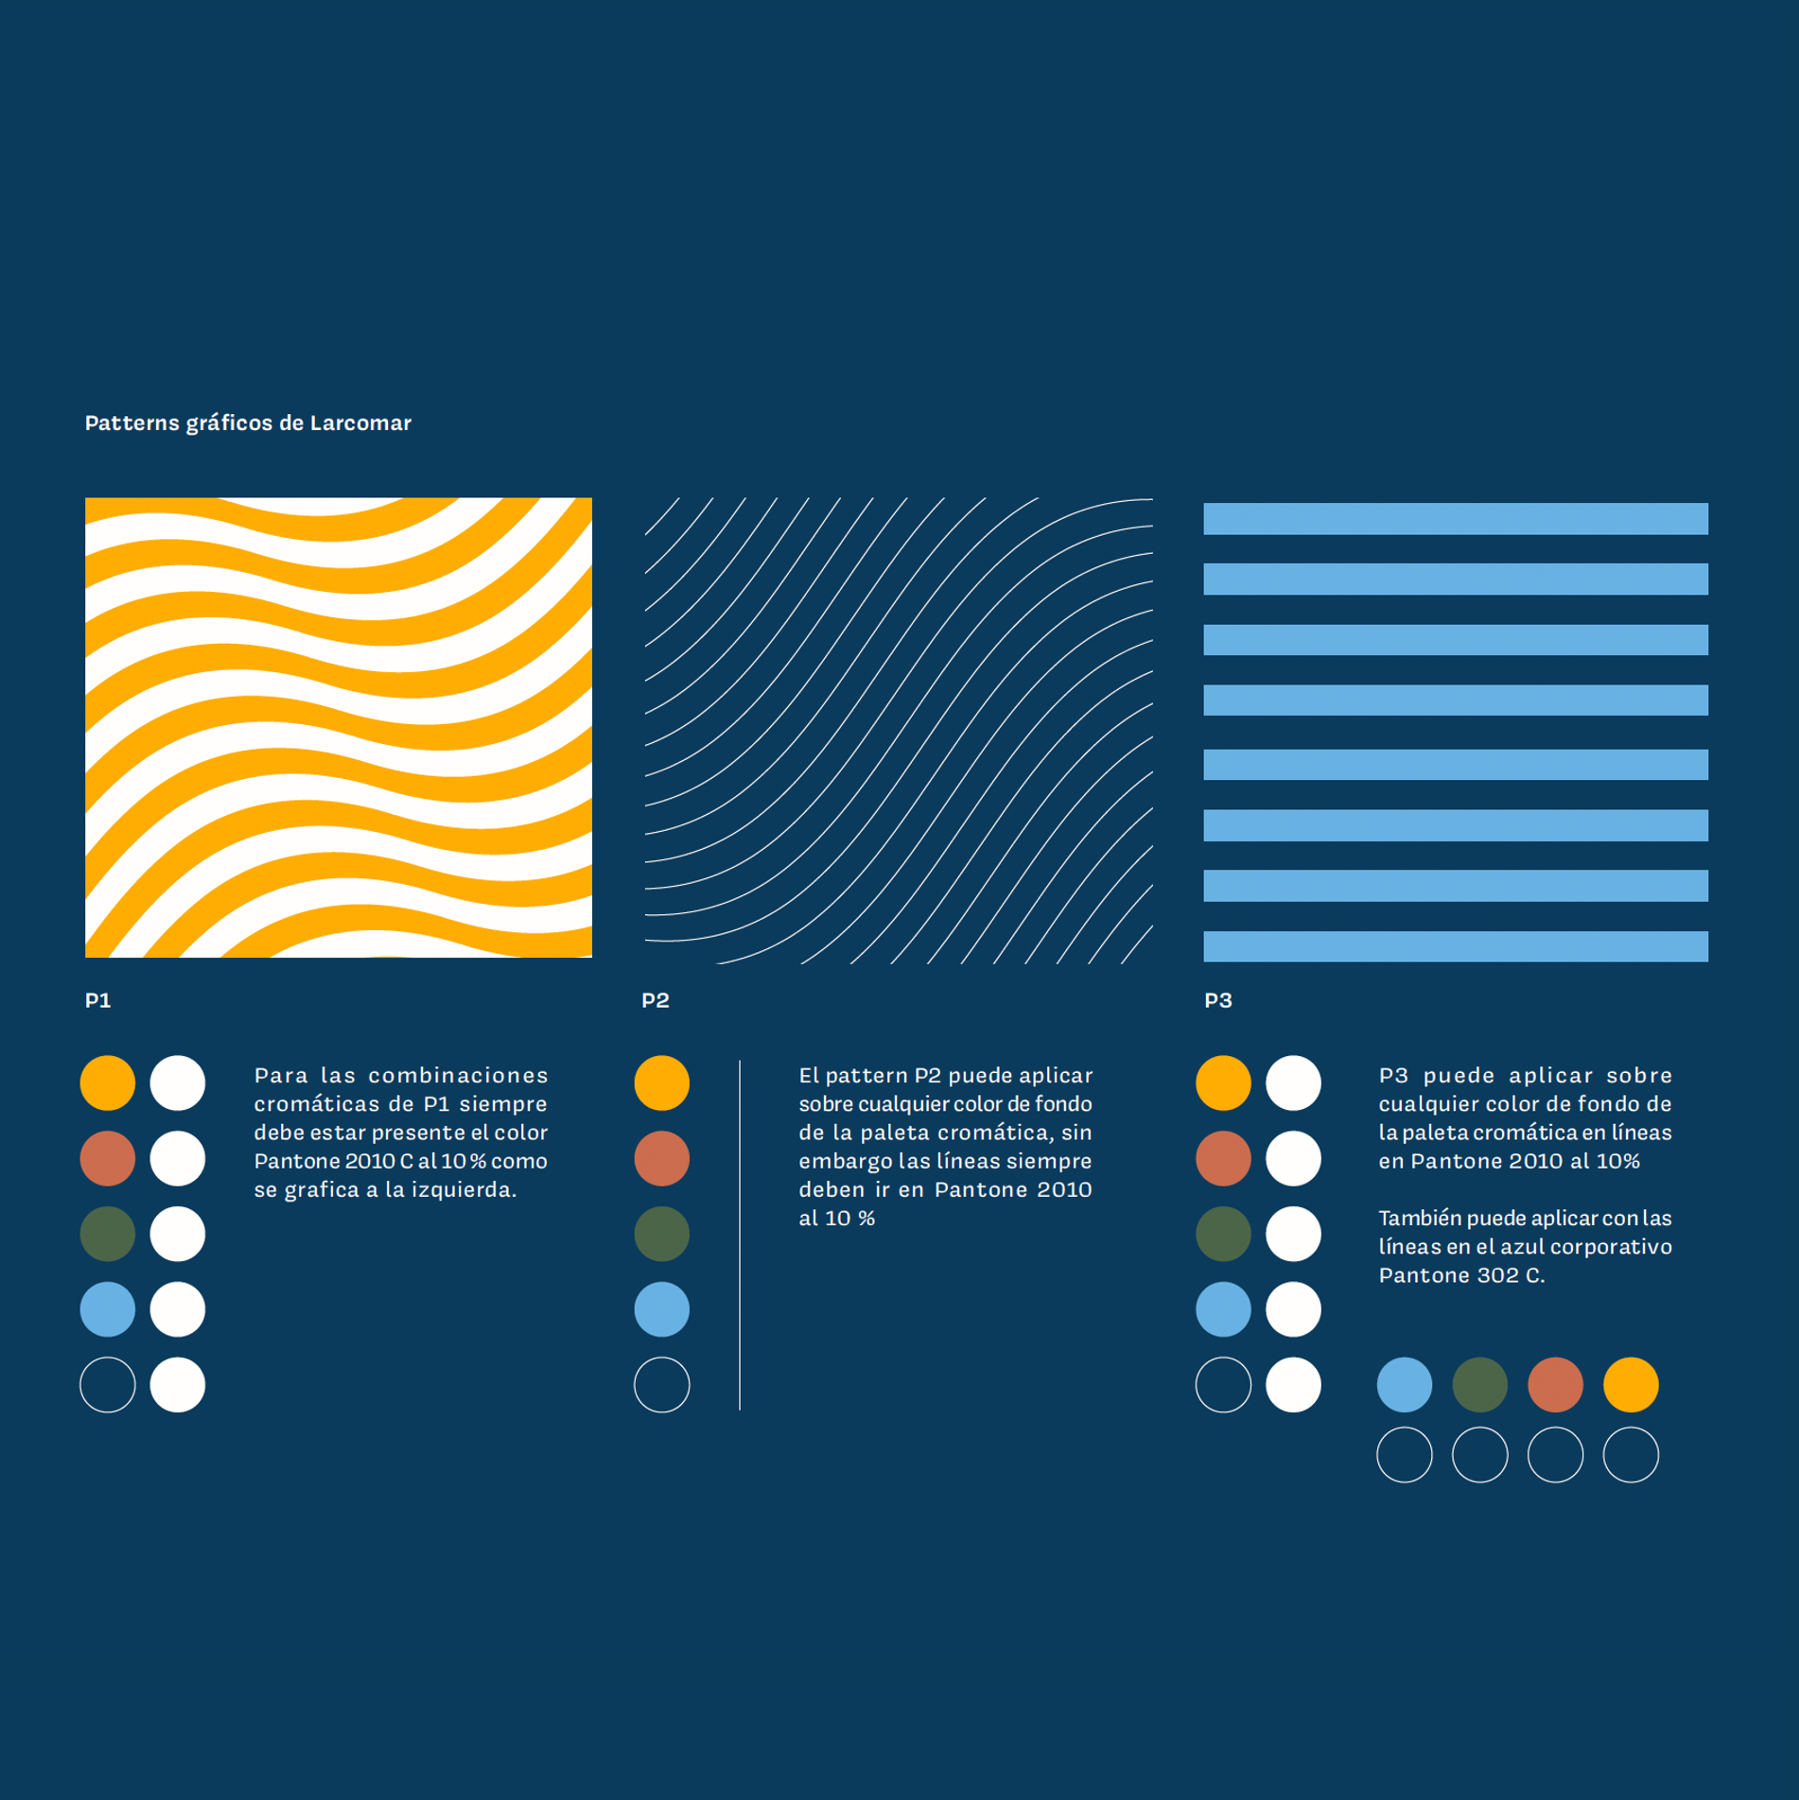 Patterns gráficos de Larcomar
P1
Para las combinaciones
cromáticas de P1 siempre
debe estar presente el color
Pantone 2010 C al 10 % como
se grafica a la izquierda.
P2
El pattern P2 puede aplicar
sobre cualquier color de fondo
de la paleta cromática, sin
embargo las líneas siempre
deben ir en Pantone 2010
al 10 %
P3
P3 puede aplicar sobre
cualquier color de fondo de
la paleta cromática en líneas
en Pantone 2010 al 10%
También puede aplicar con las
líneas en el azul corporativo
Pantone 302 C.